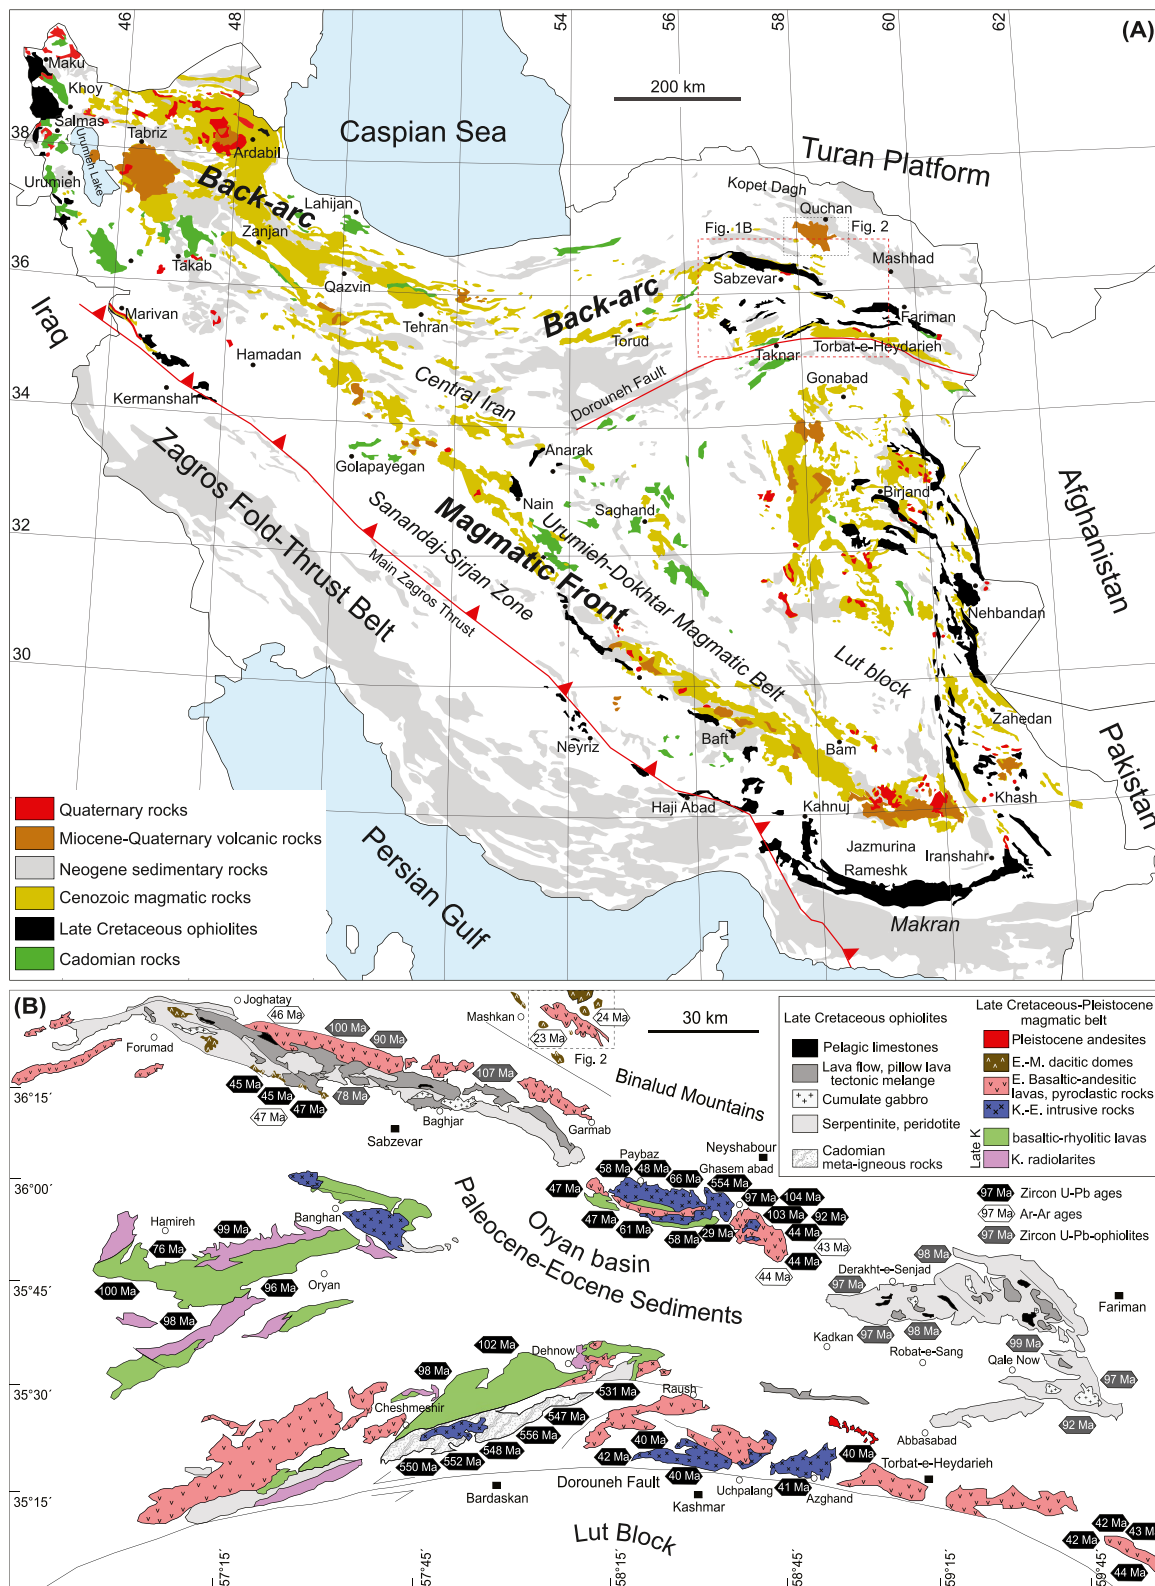 46
48
54
56
58
60
62
(A)
Maku
Khoy
Salmas
38
Tabriz
Urumieh Lake
Ardabil
Urumieh
Caspian Sea
200 km
Turan Platform
Kopet Dagh
Quchan
Fig. 1B
Fig. 2
Mashhad
Back-arc
Lahijan
Zanjan
36
Takab
Qazvin
Tehran
Back-arc
Sabzevar
Fariman
Torud
Taknar
Torbat-e-Heydarieh
Iraq
Marivan
Hamadan
34
Kermanshah
Central Iran
Dorouneh Fault
Gonabad
Golapayegan
Anarak
Birjand
Afghanistan
Zagros Fold-Thrust Belt
Nain
Saghand
32
Sanandaj-Sirjan Zone
Magmatic Front
Urumieh-Dokhtar Magmatic Belt
Main Zagros Thrust
Nehbandan
30
Lut block
Zahedan
Neyriz
Baft
Bam
Pakistan
Haji Abad
Kahnuj
Khash
Jazmurina
Iranshahr
Rameshk
Makran
Persian Gulf
Quaternary rocks
Miocene-Quaternary volcanic rocks
Neogene sedimentary rocks
Cenozoic magmatic rocks
Late Cretaceous ophiolites
Cadomian rocks
(B)
Joghatay
46 Ma
100 Ma
90 Ma
Forumad
Mashkan
24 Ma
23 Ma
Fig. 2
30 km
Binalud Mountains
107 Ma
36°15′
45 Ma
45 Ma
47 Ma
47 Ma
78 Ma
Baghjar
Sabzevar
Garmab
Late Cretaceous ophiolites
Pelagic limestones
Lava flow, pillow lava
tectonic melange
Cumulate gabbro
Serpentinite, peridotite
Cadomian
meta-igneous rocks
Late Cretaceous-Pleistocene
magmatic belt
Pleistocene andesites
E.-M. dacitic domes
E. Basaltic-andesitic
lavas, pyroclastic rocks
K.-E. intrusive rocks
Late K
basaltic-rhyolitic lavas
K. radiolarites
97 Ma Zircon U-Pb ages
97 Ma Ar-Ar ages
97 Ma Zircon U-Pb-ophiolites
Neyshabour
Paybaz
Ghasem abad
58 Ma
48 Ma
66 Ma
554 Ma
47 Ma
97 Ma
104 Ma
103 Ma
92 Ma
47 Ma
61 Ma
58 Ma
29 Ma
44 Ma
43 Ma
44 Ma
44 Ma
36°00′
Banghan
Hamireh
99 Ma
76 Ma
Oryan
100 Ma
96 Ma
98 Ma
35°45′
Oryan basin
Paleocene-Eocene Sediments
98 Ma
Derakht-e-Senjad
97 Ma
Fariman
97 Ma
98 Ma
Kadkan
Robat-e-Sang
99 Ma
Qale Now
97 Ma
92 Ma
102 Ma
Dehnow
98 Ma
35°30′
531 Ma
Raush
Cheshmeshir
547 Ma
556 Ma
548 Ma
552 Ma
550 Ma
40 Ma
42 Ma
40 Ma
Abbasabad
40 Ma
Torbat-e-Heydarieh
Dorouneh Fault
Uchpalang
41 Ma
Azghand
Kashmar
Bardaskan
35°15′
Lut Block
42 Ma
43 Ma
42 Ma
44 Ma
57°15′
57°45′
58°15′
58°45′
59°15′
59°45′